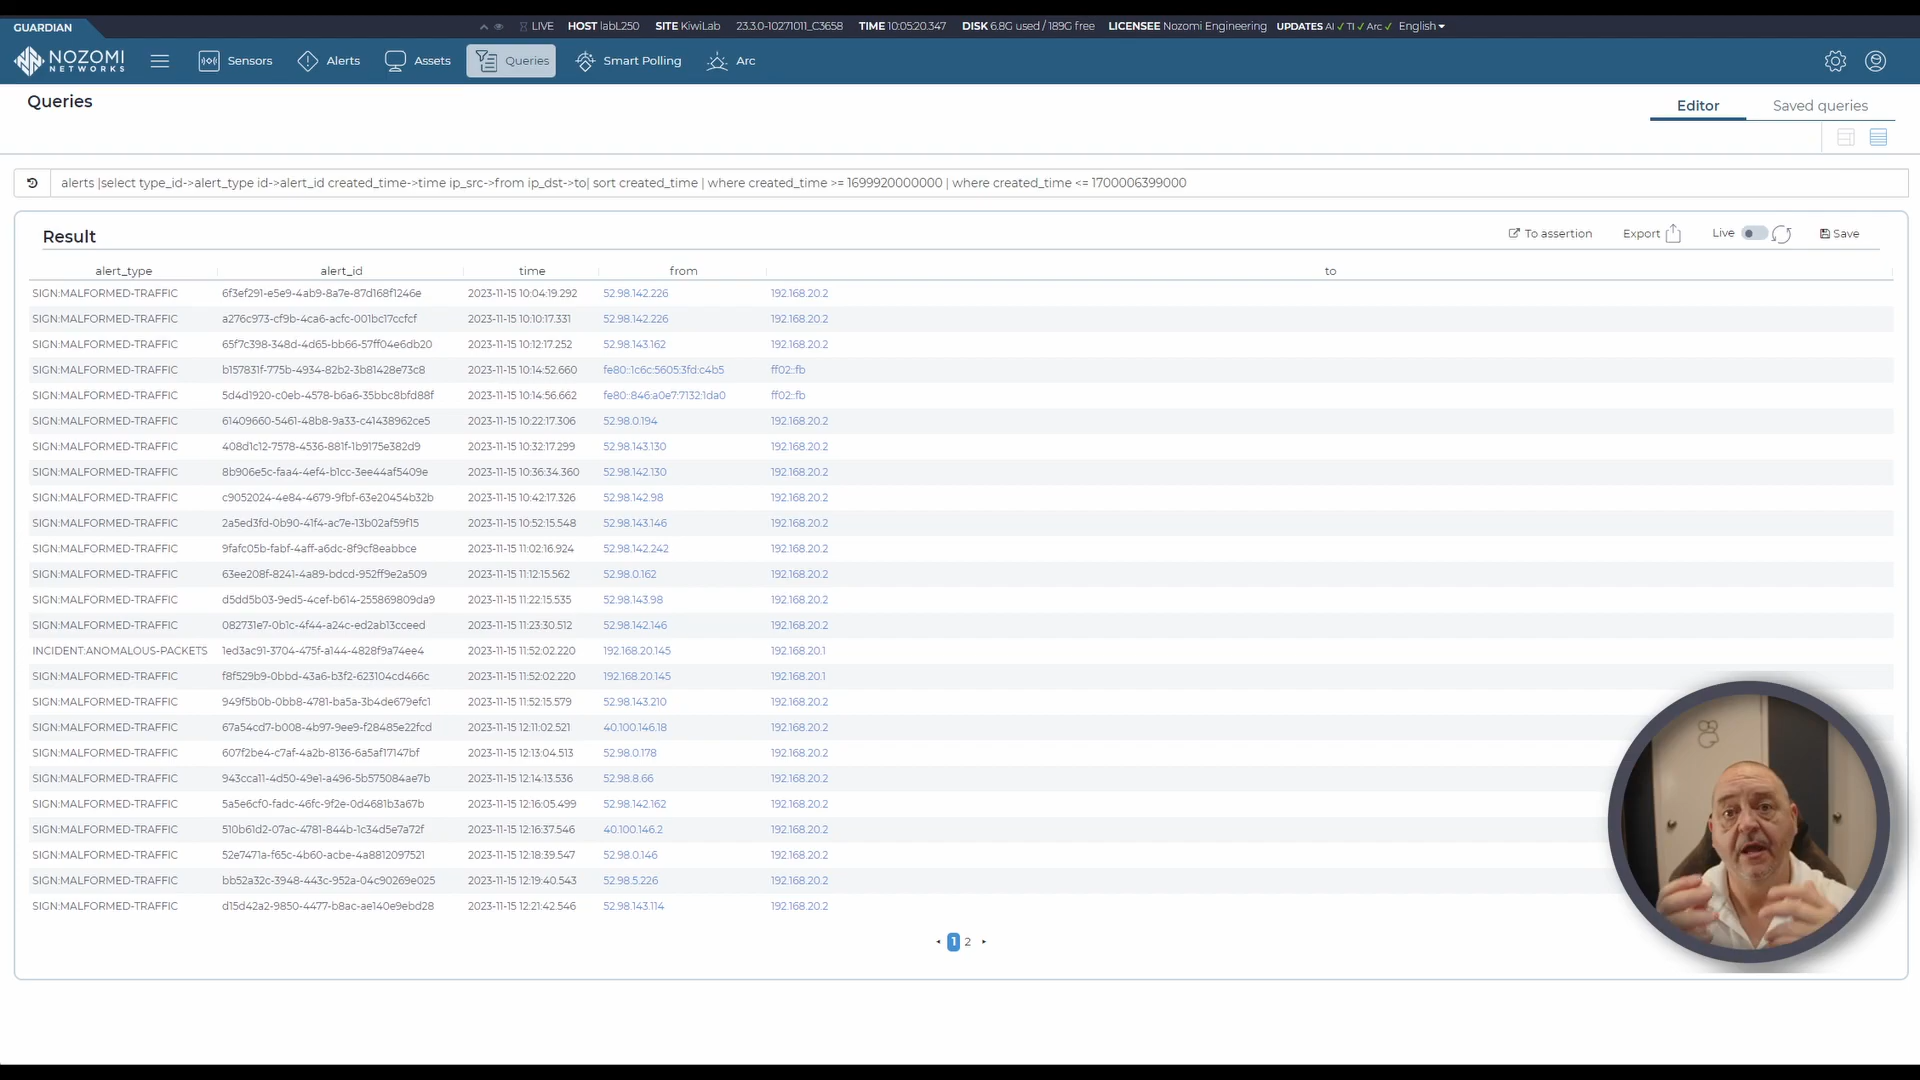 GUARDIAN
LIVE HOST labL250 SITE KiwiLab 23.3.0-10271011_C3658 TIME 10:05:20.347 DISK 6.8G used / 189G free LICENSEE Nozomi Engineering UPDATES AI ✓ TI ✓ Arc ✓ English
NOZOMI NETWORKS Sensors Alerts Assets Queries Smart Polling Arc
Queries
Editor Saved queries
alerts |select type_id->alert_type id->alert_id created_time->time ip_src->from ip_dst->to| sort created_time | where created_time >= 1699920000000 | where created_time <= 1700006399000
Result To assertion Export Live Save
alert_type alert_id time from to
SIGN:MALFORMED-TRAFFIC 6f3ef291-e5e9-4ab9-8a7e-87d168f1246e 2023-11-15 10:04:19.292 52.98.142.226 192.168.20.2
SIGN:MALFORMED-TRAFFIC a276c973-cf9b-4ca6-acfc-001bc17ccfcf 2023-11-15 10:10:17.331 52.98.142.226 192.168.20.2
SIGN:MALFORMED-TRAFFIC 65f7c398-348d-4d65-bb66-57ff04e6db20 2023-11-15 10:12:17.252 52.98.143.162 192.168.20.2
SIGN:MALFORMED-TRAFFIC b157831f-775b-4934-82b2-3b81428e73c8 2023-11-15 10:14:52.660 fe80::1c6c:5605:3fd:c4b5 ff02::fb
SIGN:MALFORMED-TRAFFIC 5d4d1920-c0eb-4578-b6a6-35bbc8bfd88f 2023-11-15 10:14:56.662 fe80::846:a0e7:7132:1da0 ff02::fb
SIGN:MALFORMED-TRAFFIC 61409660-5461-48b8-9a33-c41438962ce5 2023-11-15 10:22:17.306 52.98.0.194 192.168.20.2
SIGN:MALFORMED-TRAFFIC 408d1c12-7578-4536-881f-1b9175e382d9 2023-11-15 10:32:17.299 52.98.143.130 192.168.20.2
SIGN:MALFORMED-TRAFFIC 8b906e5c-faa4-4ef4-b1cc-3ee44af5409e 2023-11-15 10:36:34.360 52.98.142.130 192.168.20.2
SIGN:MALFORMED-TRAFFIC c9052024-4e84-4679-9fbf-63e20454b32b 2023-11-15 10:42:17.326 52.98.142.98 192.168.20.2
SIGN:MALFORMED-TRAFFIC 2a5ed3fd-0b90-41f4-ac7e-13b02af59f15 2023-11-15 10:52:15.548 52.98.143.146 192.168.20.2
SIGN:MALFORMED-TRAFFIC 9fafc05b-fabf-4aff-a6dc-8f9cf8eabbce 2023-11-15 11:02:16.924 52.98.142.242 192.168.20.2
SIGN:MALFORMED-TRAFFIC 63ee208f-8241-4a89-bdcd-952ff9e2a509 2023-11-15 11:12:15.562 52.98.0.162 192.168.20.2
SIGN:MALFORMED-TRAFFIC d5dd5b03-9ed5-4cef-b614-255869809da9 2023-11-15 11:22:15.535 52.98.143.98 192.168.20.2
SIGN:MALFORMED-TRAFFIC 082731e7-0b1c-4f44-a24c-ed2ab13cceed 2023-11-15 11:23:30.512 52.98.142.146 192.168.20.2
INCIDENT:ANOMALOUS-PACKETS 1ed3ac91-3704-475f-a144-4828f9a74ee4 2023-11-15 11:52:02.220 192.168.20.145 192.168.20.1
SIGN:MALFORMED-TRAFFIC f8f529b9-0bbd-43a6-b3f2-623104cd466c 2023-11-15 11:52:02.220 192.168.20.145 192.168.20.1
SIGN:MALFORMED-TRAFFIC 949f5b0b-0bb8-4781-ba5a-3b4de679efc1 2023-11-15 11:52:15.579 52.98.143.210 192.168.20.2
SIGN:MALFORMED-TRAFFIC 67a54cd7-b008-4b97-9ee9-f28485e22fcd 2023-11-15 12:11:02.521 40.100.146.18 192.168.20.2
SIGN:MALFORMED-TRAFFIC 607f2be4-c7af-4a2b-8136-6a5af17147bf 2023-11-15 12:13:04.513 52.98.0.178 192.168.20.2
SIGN:MALFORMED-TRAFFIC 943cca11-4d50-49e1-a496-5b575084ae7b 2023-11-15 12:14:13.536 52.98.8.66 192.168.20.2
SIGN:MALFORMED-TRAFFIC 5a5e6cf0-fadc-46fc-9f2e-0d4681b3a67b 2023-11-15 12:16:05.499 52.98.142.162 192.168.20.2
SIGN:MALFORMED-TRAFFIC 510b61d2-07ac-4781-844b-1c34d5e7a72f 2023-11-15 12:16:37.546 40.100.146.2 192.168.20.2
SIGN:MALFORMED-TRAFFIC 52e7471a-f65c-4b60-acbe-4a8812097521 2023-11-15 12:18:39.547 52.98.0.146 192.168.20.2
SIGN:MALFORMED-TRAFFIC bb52a32c-3948-443c-952a-04c90269e025 2023-11-15 12:19:40.543 52.98.5.226 192.168.20.2
SIGN:MALFORMED-TRAFFIC d15d42a2-9850-4477-b8ac-ae140e9ebd28 2023-11-15 12:21:42.546 52.98.143.114 192.168.20.2
1 2